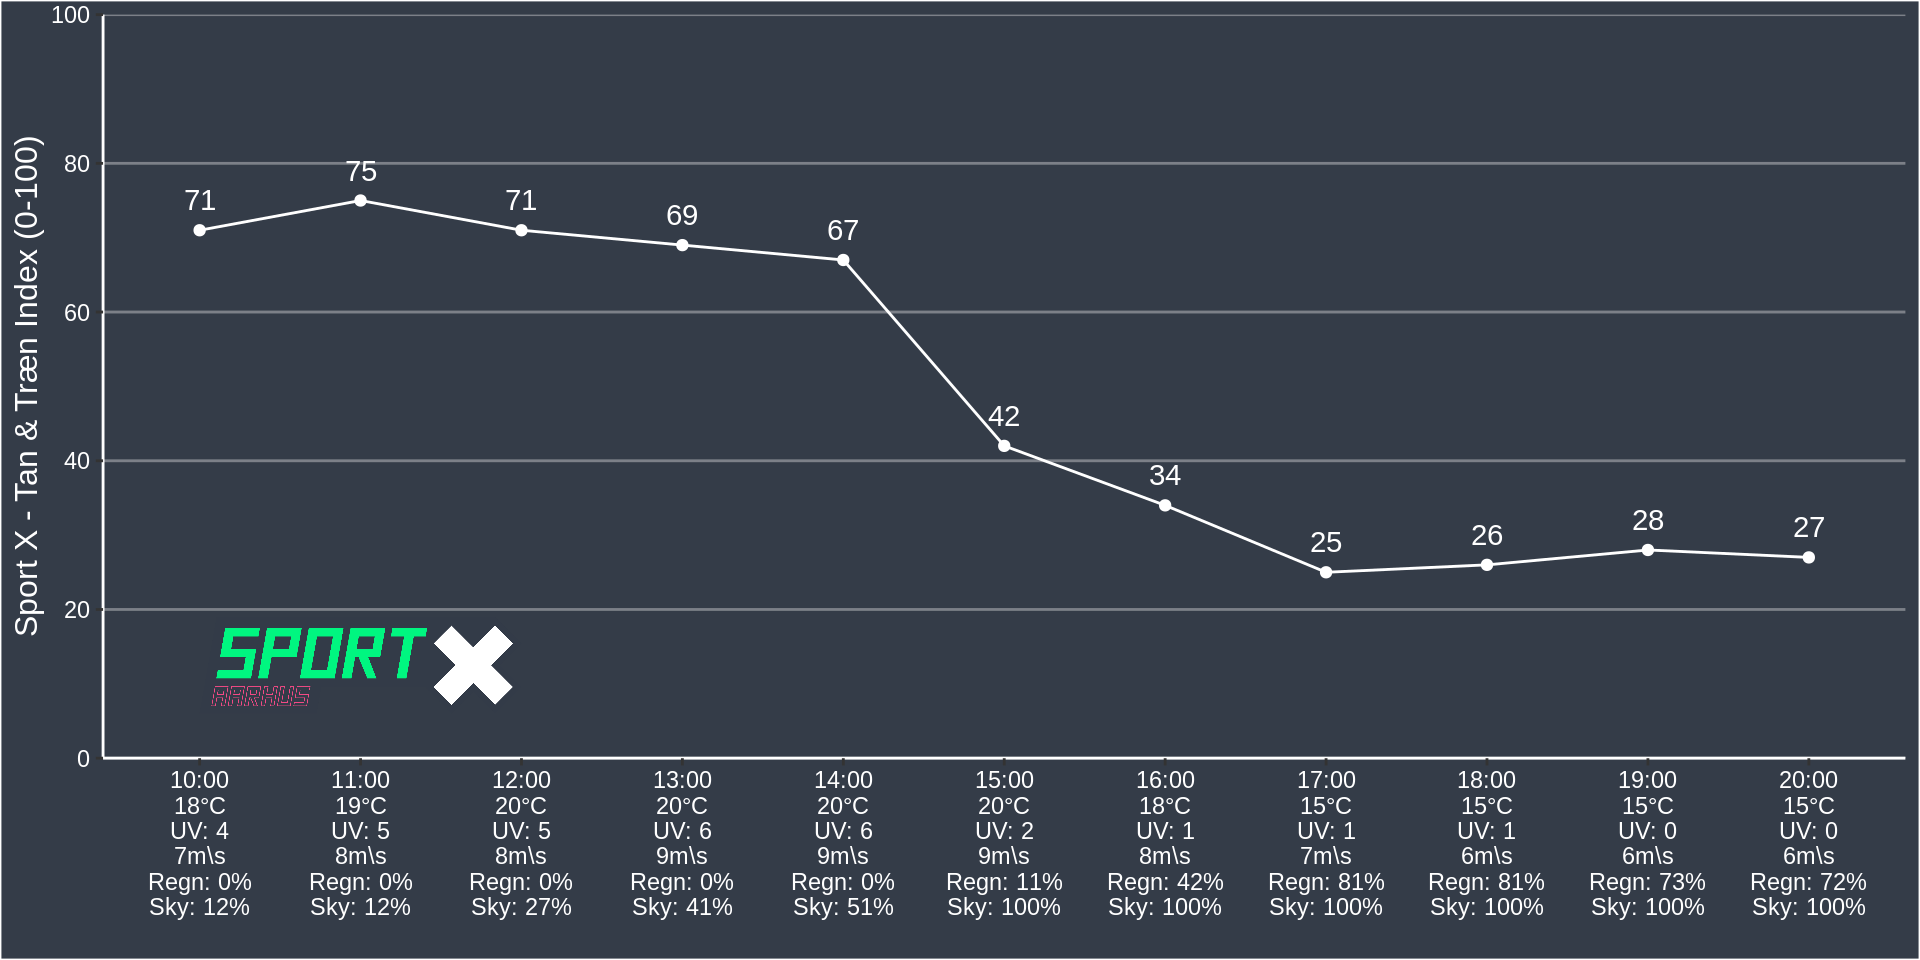 Sport X - Tan & Træn Index (0-100)
100
80
60
40
20
0
71
75
71
69
67
42
34
25
26
28
27
SPORT X
AARHUS
10:00 11:00 12:00 13:00 14:00 15:00 16:00 17:00 18:00 19:00 20:00
18°C 19°C 20°C 20°C 20°C 20°C 18°C 15°C 15°C 15°C 15°C
UV: 4 UV: 5 UV: 5 UV: 6 UV: 6 UV: 2 UV: 1 UV: 1 UV: 1 UV: 0 UV: 0
7m\s 8m\s 8m\s 9m\s 9m\s 9m\s 8m\s 7m\s 6m\s 6m\s 6m\s
Regn: 0% Regn: 0% Regn: 0% Regn: 0% Regn: 0% Regn: 11% Regn: 42% Regn: 81% Regn: 81% Regn: 73% Regn: 72%
Sky: 12% Sky: 12% Sky: 27% Sky: 41% Sky: 51% Sky: 100% Sky: 100% Sky: 100% Sky: 100% Sky: 100% Sky: 100%